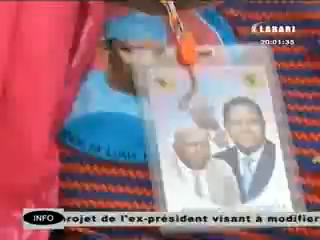 LABARI
20:01:35
INFO
rojet de l'ex-président visant à modifier